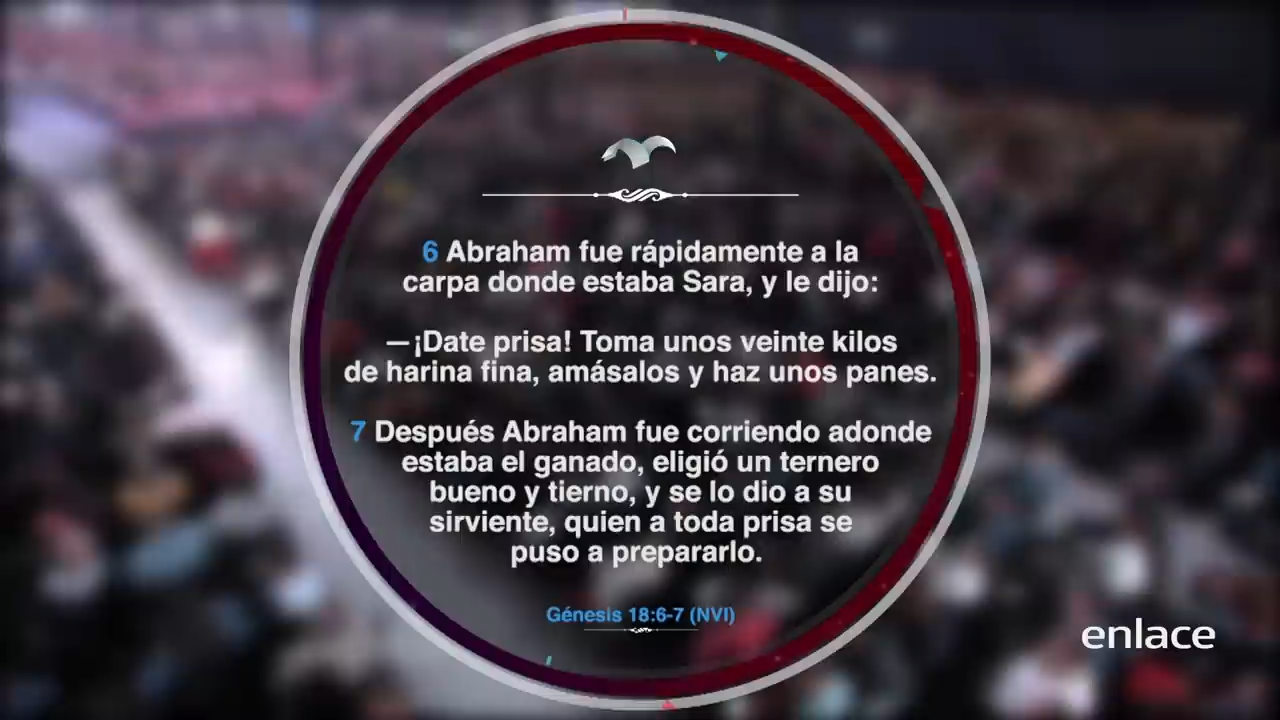 6 Abraham fue rápidamente a la
carpa donde estaba Sara, y le dijo:
—¡Date prisa! Toma unos veinte kilos
de harina fina, amásalos y haz unos panes.
7 Después Abraham fue corriendo adonde
estaba el ganado, eligió un ternero
bueno y tierno, y se lo dio a su
sirviente, quien a toda prisa se
puso a prepararlo.
Génesis 18:6-7 (NVI)
enlace